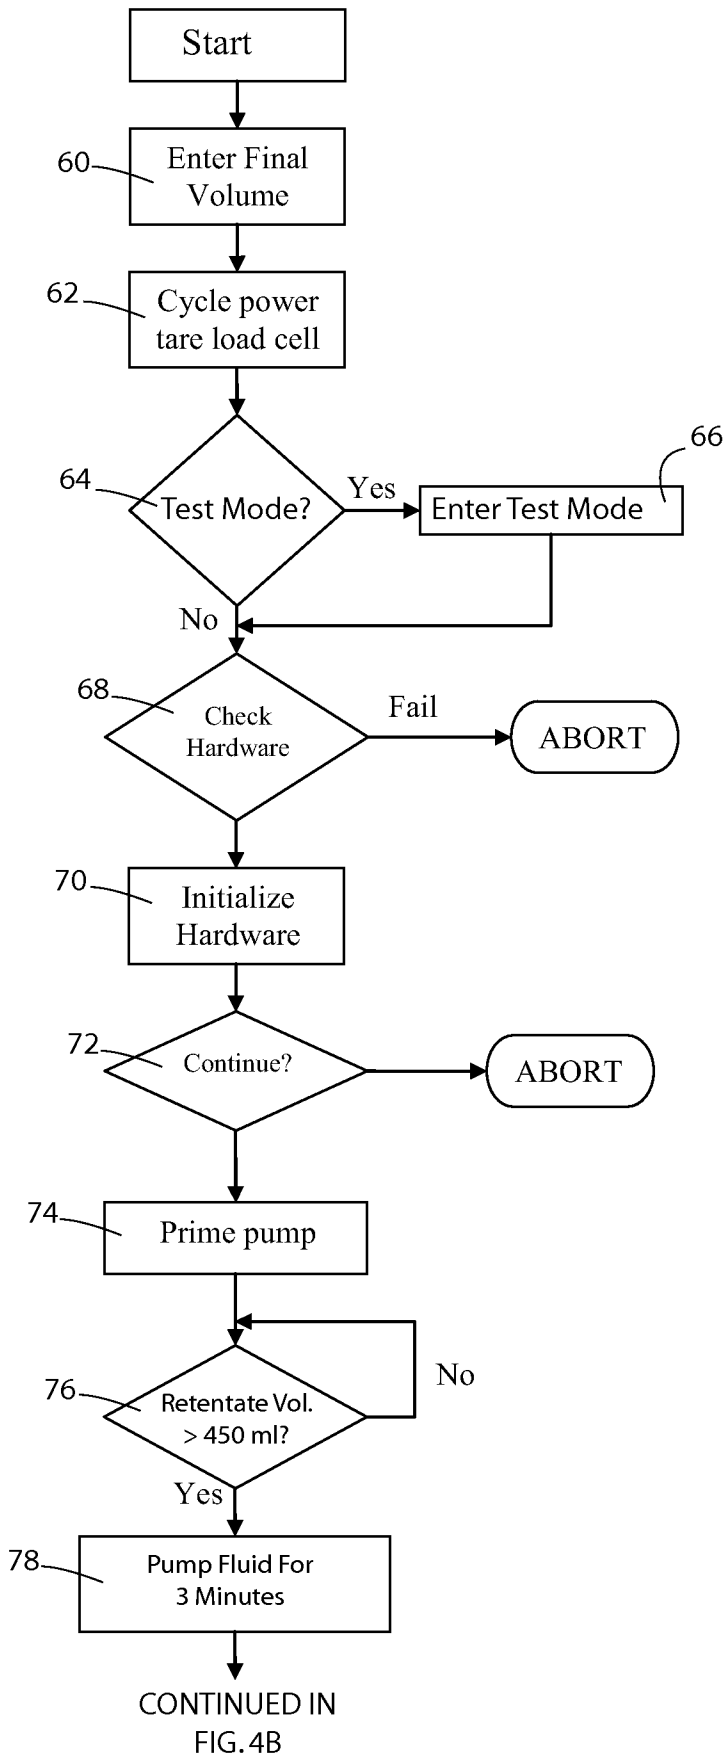 Start
60
Enter Final
Volume
62
Cycle power
tare load cell
64
Test Mode?
Yes
66
Enter Test Mode
No
68
Check
Hardware
Fail
ABORT
70
Initialize
Hardware
72
Continue?
ABORT
74
Prime pump
76
Retentate Vol.
> 450 ml?
No
Yes
78
Pump Fluid For
3 Minutes
CONTINUED IN
FIG. 4B